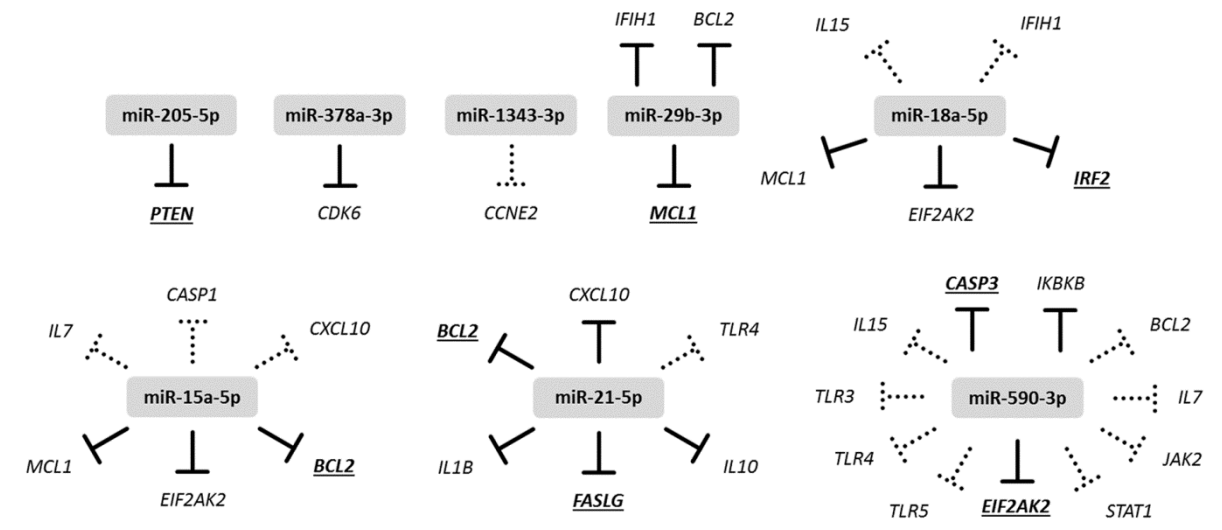 IFIH1 BCL2 IL15 IFIH1
miR-205-5p miR-378a-3p miR-1343-3p miR-29b-3p miR-18a-5p
MCL1 IRF2
PTEN CDK6 CCNE2 MCL1 EIF2AK2
CASP1 CXCL10 CASP3 IKBKB
IL7 CXCL10 BCL2 TLR4 IL15 BCL2
miR-15a-5p miR-21-5p TLR3 miR-590-3p IL7
MCL1 BCL2 IL1B IL10 TLR4 JAK2
EIF2AK2 FASLG TLR5 EIF2AK2 STAT1